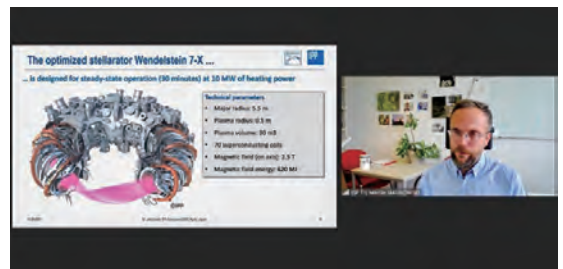 The optimized stellarator Wendelstein 7-X ...
IPP
... is designed for steady-state operation (30 minutes) at 10 MW of heating power
Technical parameters
• Major radius: 5.5 m
• Plasma radius: 0.5 m
• Plasma volume: 30 m3
• 70 superconducting coils
• Magnetic field (on axis): 2.5 T
• Magnetic field energy: 620 MJ
©IPP